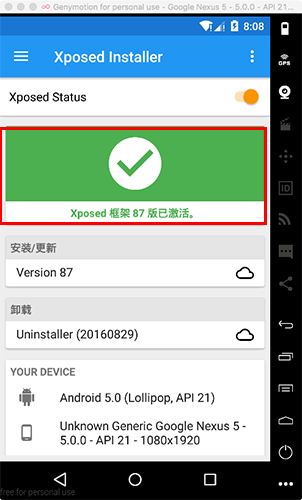 Genymotion for personal use - Google Nexus 5 - 5.0.0 - API 21...
8:08
Xposed Installer
GPS
Xposed Status
Xposed 框架 87 版已激活。
ID
安装/更新
Version 87
卸载
Uninstaller (20160829)
YOUR DEVICE
Android 5.0 (Lollipop, API 21)
Unknown Generic Google Nexus 5 -
5.0.0 - API 21 - 1080x1920
free for personal use